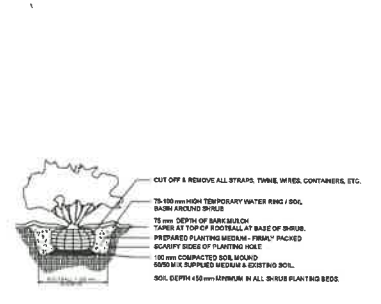 CUT OFF & REMOVE ALL STRAPS, TWINE, WIRES, CONTAINERS, ETC.
75-100 mm HIGH TEMPORARY WATER RING / SOIL
BASIN AROUND SHRUB
75 mm DEPTH OF BARK MULCH
TAPER AT TOP OF ROOTBALL AT BASE OF SHRUB.
PREPARED PLANTING MEDIUM - FIRMLY PACKED
SCARIFY SIDES OF PLANTING HOLE
100 mm COMPACTED SOIL MOUND
50/50 MIX SUPPLIED MEDIUM & EXISTING SOIL.
SOIL DEPTH 450 mm MINIMUM IN ALL SHRUB PLANTING BEDS.